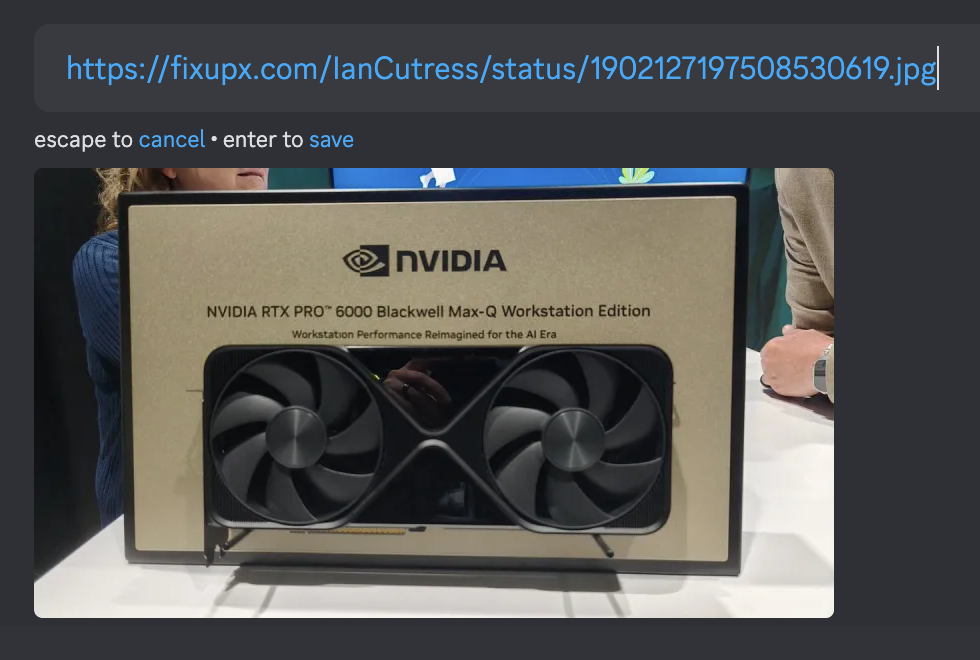 https://fixupx.com/IanCutress/status/1902127197508530619.jpg
escape to cancel • enter to save
NVIDIA
NVIDIA RTX PRO™ 6000 Blackwell Max-Q Workstation Edition
Workstation Performance Reimagined for the AI Era